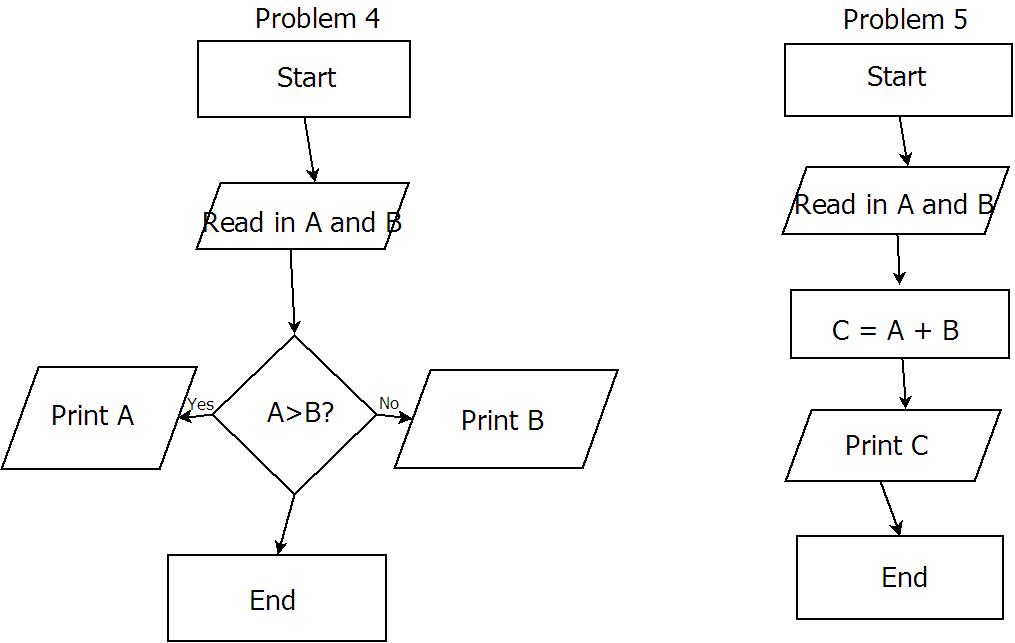 Problem 4
Start
Read in A and B
A>B?
Yes
Print A
No
Print B
End
Problem 5
Start
Read in A and B
C = A + B
Print C
End